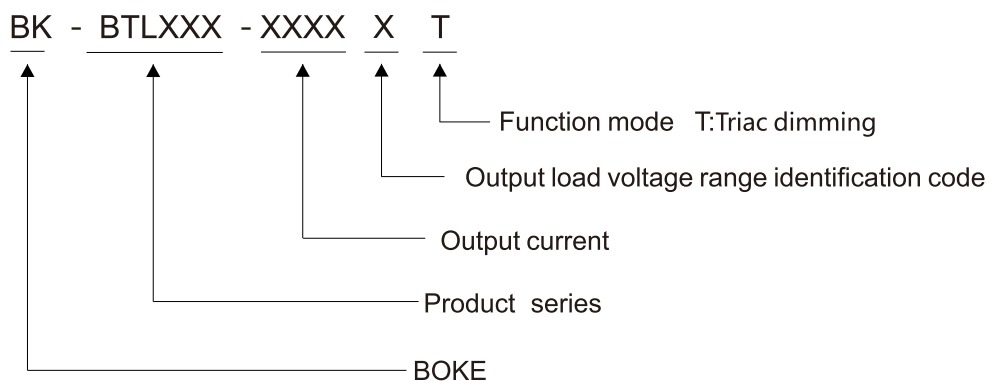 BK - BTLXXX - XXXX X T
Function mode T:Triac dimming
Output load voltage range identification code
Output current
Product series
BOKE